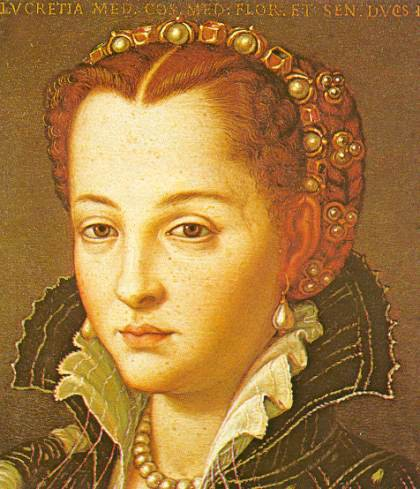 LVCRETIA MED. COS. MED: FLOR. ET SEN. DVCS